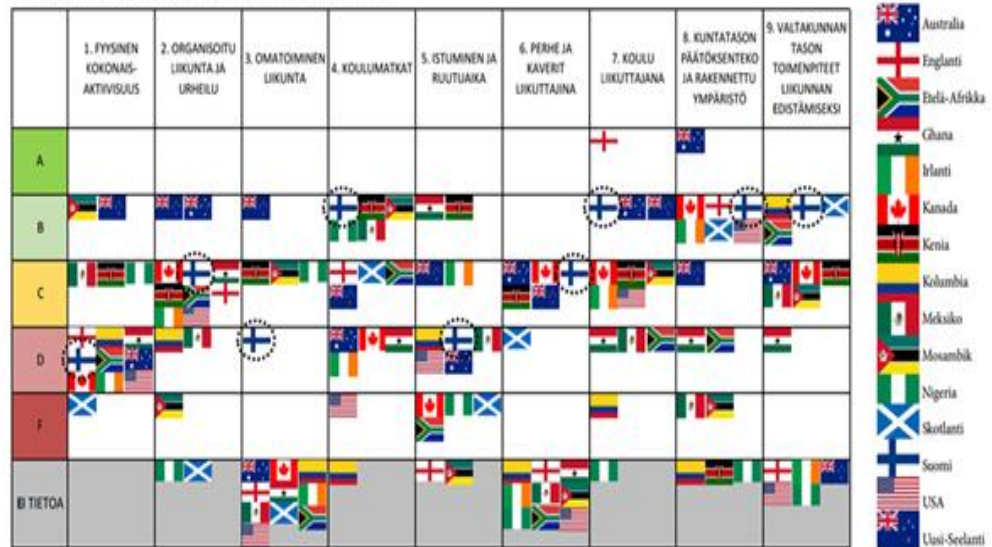 1. FYYSINEN
KOKONAIS-
AKTIIVISUUS
2. ORGANISOITU
LIIKUNTA JA
URHEILU
3. OMATOIMINEN
LIIKUNTA
4. KOULUMATKAT
5. ISTUMINEN JA
RUUTUAIKA
6. PERHE JA
KAVERIT
LIIKUTTAJINA
7. KOULU
LIIKUTTAJANA
8. KUNTATASON
PÄÄTÖKSENTEKO
JA RAKENNETTU
YMPÄRISTÖ
9. VALTAKUNNAN
TASON
TOIMENPITEET
LIIKUNNAN
EDISTÄMISEKSI
A
B
C
D
F
EI TIETOA
Australia
Englanti
Etelä-Afrikka
Ghana
Irlanti
Kanada
Kenia
Kolumbia
Meksiko
Mosambik
Nigeria
Skotlanti
Suomi
USA
Uusi-Seelanti